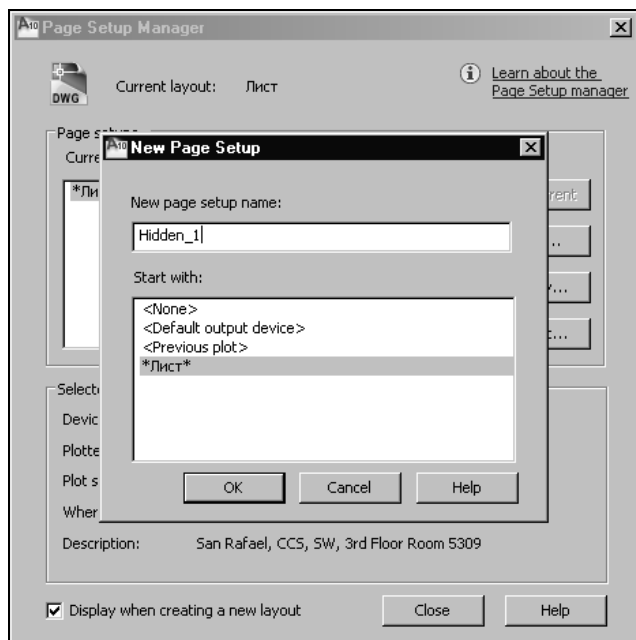 Page Setup Manager
DWG
Current layout: Лист
Learn about the
Page Setup manager
New Page Setup
New page setup name:
Hidden_1
Start with:
<None>
<Default output device>
<Previous plot>
*Лист*
OK Cancel Help
Description: San Rafael, CCS, SW, 3rd Floor Room 5309
Display when creating a new layout
Close Help